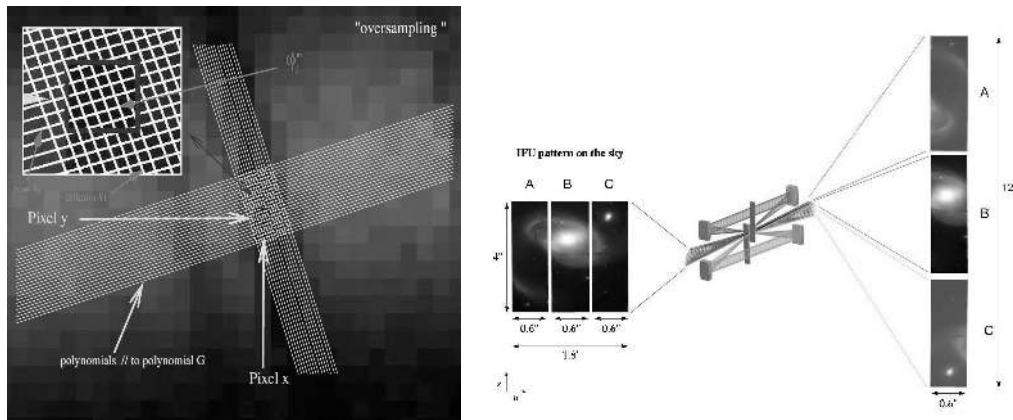 "oversampling "
Pixel y
polynomials // to polynomial G
Pixel x
IFU pattern on the sky
A B C
4"
0.6" 0.6" 0.6"
1.8"
A
B
C
12
0.6"